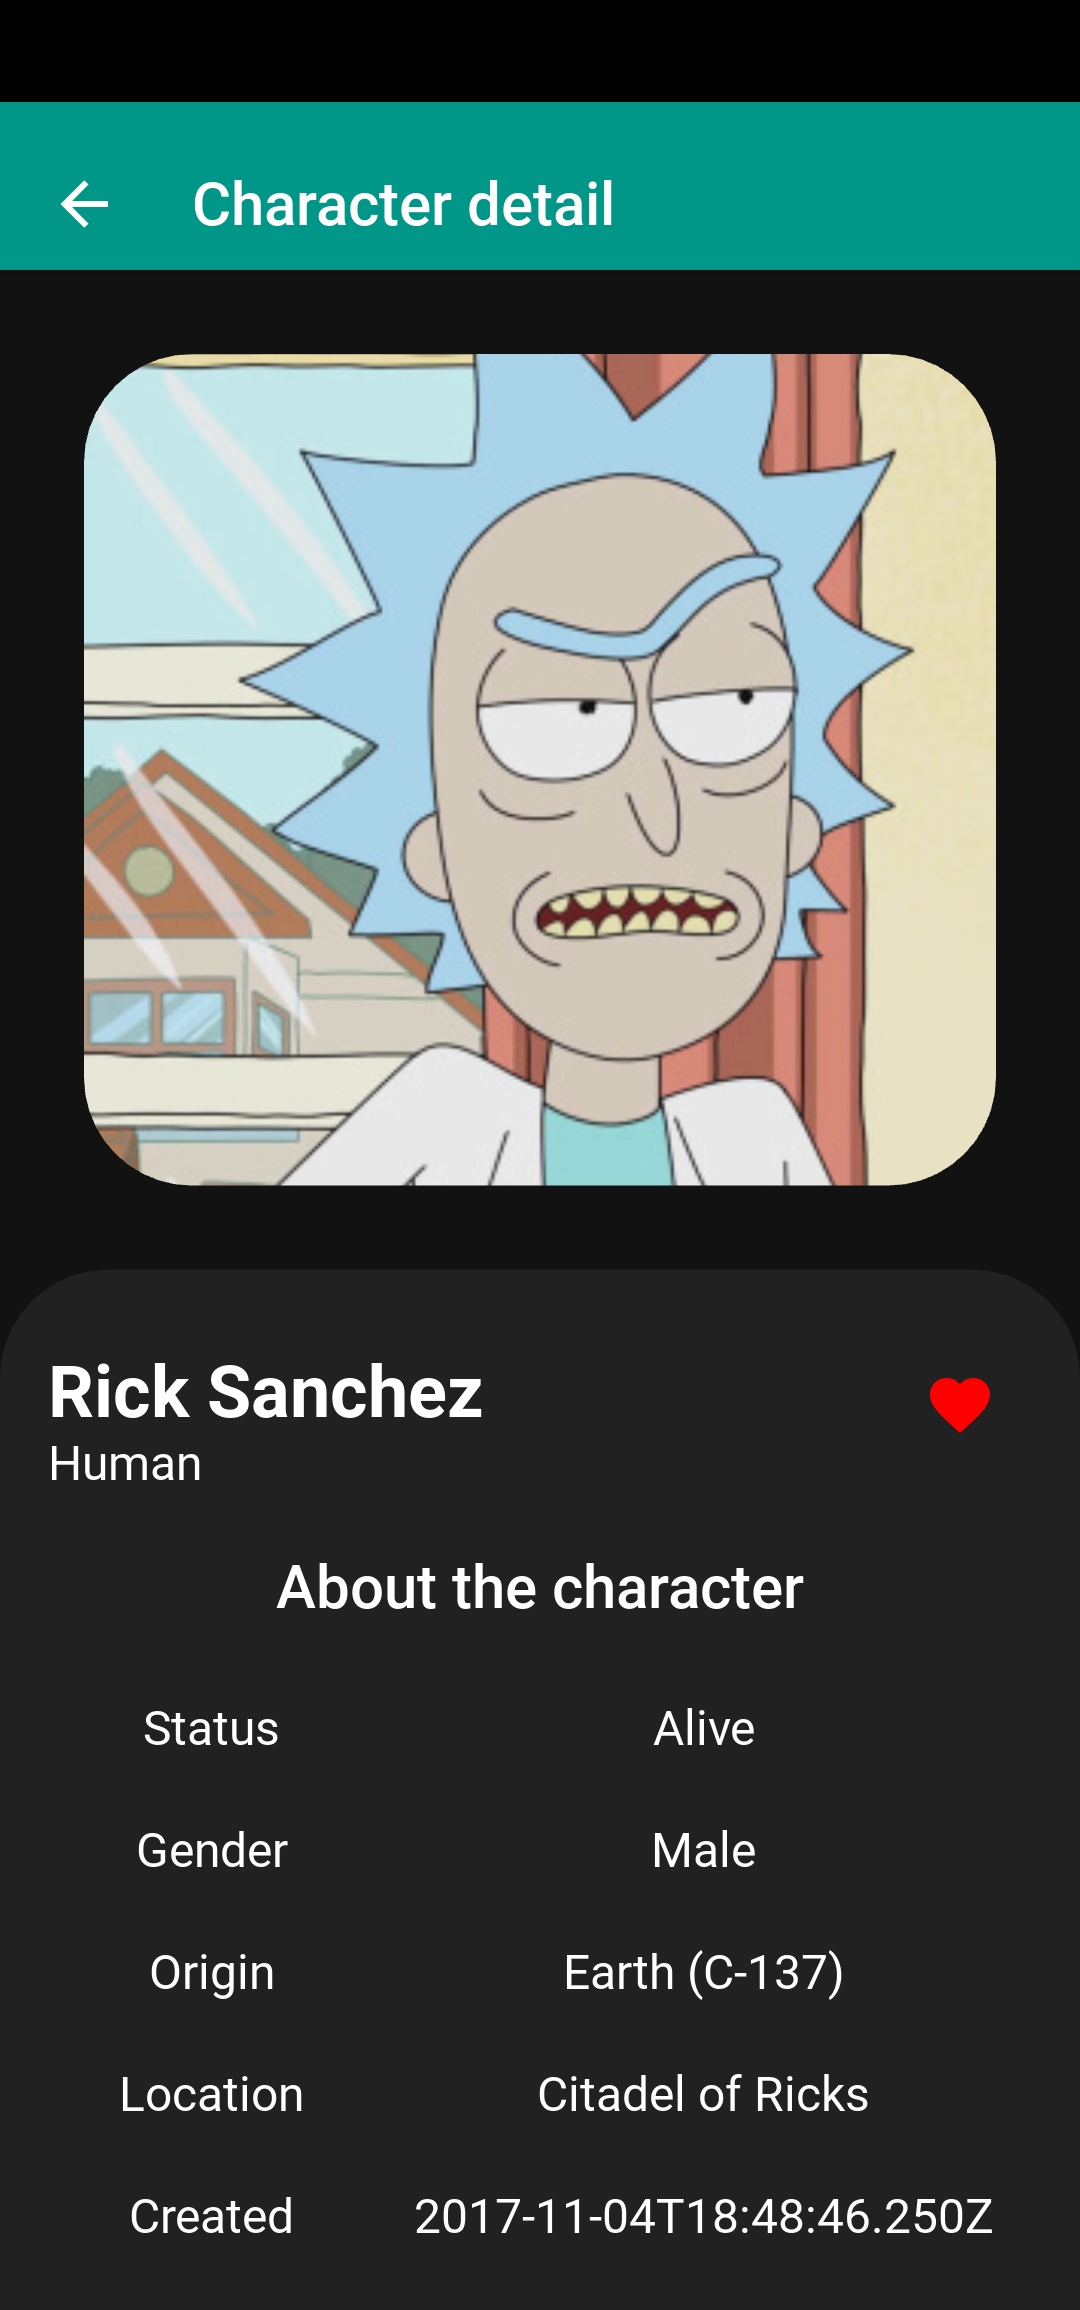 Character detail
Rick Sanchez
Human
About the character
Status Alive
Gender Male
Origin Earth (C-137)
Location Citadel of Ricks
Created 2017-11-04T18:48:46.250Z